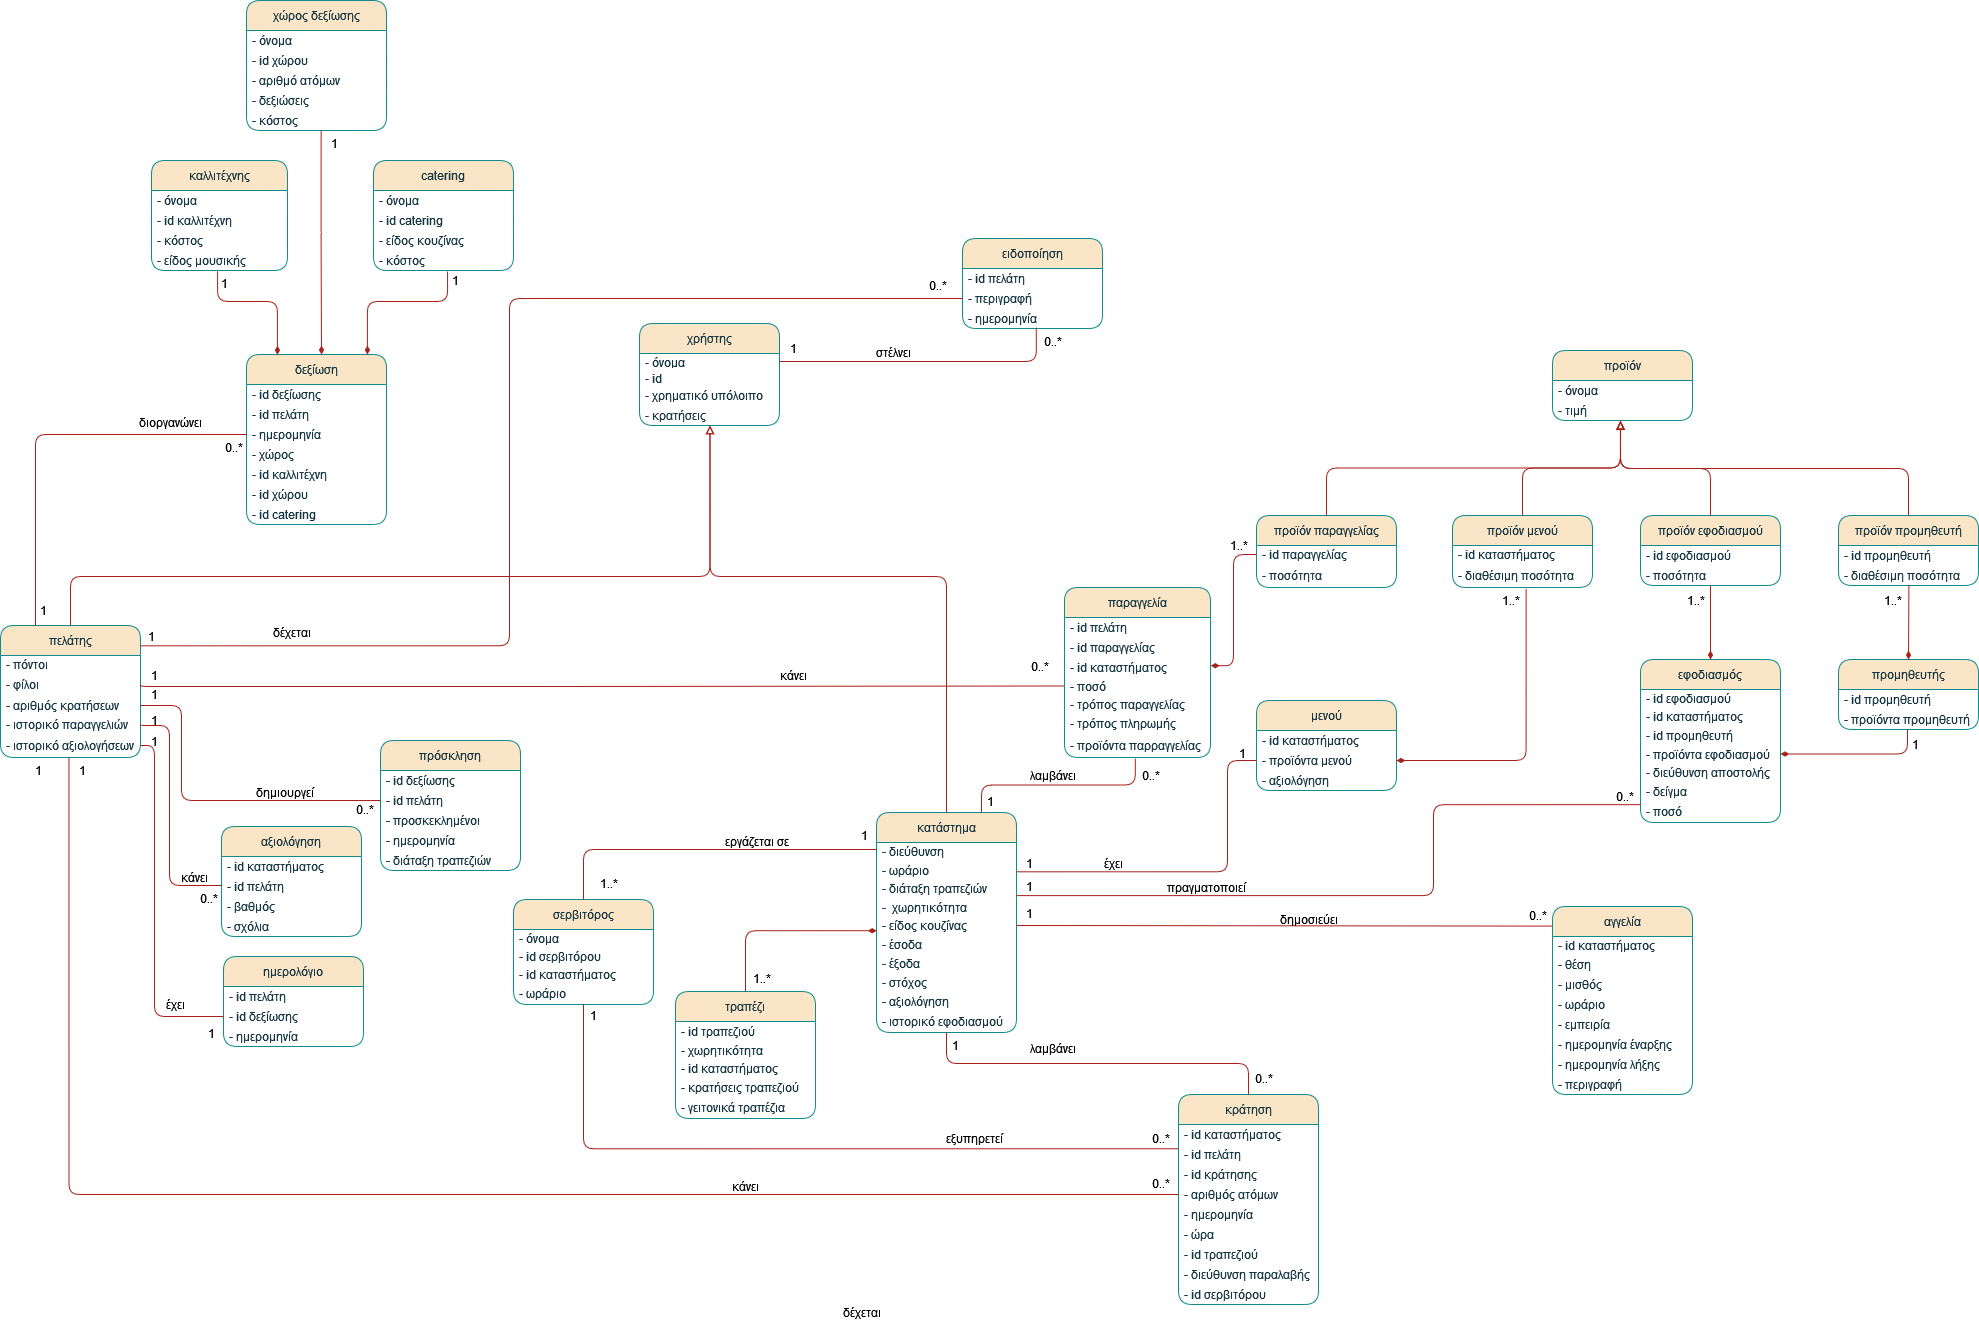 χώρος δεξίωσης
- όνομα
- id χώρου
- αριθμό ατόμων
- δεξιώσεις
- κόστος
1
καλλιτέχνης
- όνομα
- id καλλιτέχνη
- κόστος
- είδος μουσικής
1
catering
- όνομα
- id catering
- είδος κουζίνας
- κόστος
1
δεξίωση
- id δεξίωσης
- id πελάτη
- ημερομηνία
- χώρος
- id καλλιτέχνη
- id χώρου
- id catering
διοργανώνει
0..*
1
ειδοποίηση
- id πελάτη
- περιγραφή
- ημερομηνία
0..*
0..*
χρήστης
- όνομα
- id
- χρηματικό υπόλοιπο
- κρατήσεις
1
στέλνει
προϊόν
- όνομα
- τιμή
προϊόν παραγγελίας
- id παραγγελίας
- ποσότητα
1..*
προϊόν μενού
- id καταστήματος
- διαθέσιμη ποσότητα
1..*
προϊόν εφοδιασμού
- id εφοδιασμού
- ποσότητα
1..*
προϊόν προμηθευτή
- id προμηθευτή
- διαθέσιμη ποσότητα
1..*
παραγγελία
- id πελάτη
- id παραγγελίας
- id καταστήματος
- ποσό
- τρόπος παραγγελίας
- τρόπος πληρωμής
- προϊόντα παρραγγελίας
0..*
0..*
πελάτης
- πόντοι
- φίλοι
- αριθμός κρατήσεων
- ιστορικό παραγγελιών
- ιστορικό αξιολογήσεων
1
δέχεται
1
κάνει
1
1
1
1
1
εφοδιασμός
- id εφοδιασμού
- id καταστήματος
- id προμηθευτή
- προϊόντα εφοδιασμού
- διεύθυνση αποστολής
- δείγμα
- ποσό
0..*
προμηθευτής
- id προμηθευτή
- προϊόντα προμηθευτή
1
μενού
- id καταστήματος
- προϊόντα μενού
- αξιολόγηση
1
πρόσκληση
- id δεξίωσης
- id πελάτη
- προσκεκλημένοι
- ημερομηνία
- διάταξη τραπεζιών
δημιουργεί
0..*
αξιολόγηση
- id καταστήματος
- id πελάτη
- βαθμός
- σχόλια
κάνει
0..*
ημερολόγιο
- id πελάτη
- id δεξίωσης
- ημερομηνία
έχει
1
λαμβάνει
1
κατάστημα
- διεύθυνση
- ωράριο
- διάταξη τραπεζιών
- χωρητικότητα
- είδος κουζίνας
- έσοδα
- έξοδα
- στόχος
- αξιολόγηση
- ιστορικό εφοδιασμού
εργάζεται σε
1
1..*
1
έχει
1
πραγματοποιεί
1
δημοσιεύει
0..*
σερβιτόρος
- όνομα
- id σερβιτόρου
- id καταστήματος
- ωράριο
1
τραπέζι
- id τραπεζιού
- χωρητικότητα
- id καταστήματος
- κρατήσεις τραπεζιού
- γειτονικά τραπέζια
1..*
αγγελία
- id καταστήματος
- θέση
- μισθός
- ωράριο
- εμπειρία
- ημερομηνία έναρξης
- ημερομηνία λήξης
- περιγραφή
1
λαμβάνει
0..*
κράτηση
- id καταστήματος
- id πελάτη
- id κράτησης
- αριθμός ατόμων
- ημερομηνία
- ώρα
- id τραπεζιού
- διεύθυνση παραλαβής
- id σερβιτόρου
εξυπηρετεί
0..*
κάνει
0..*
δέχεται